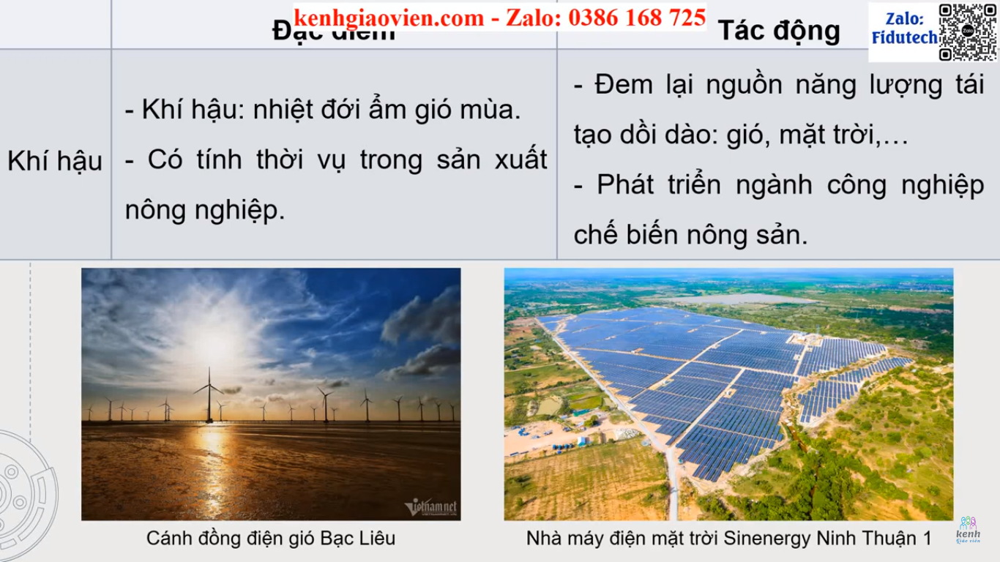 kenhgiaovien.com - Zalo: 0386 168 725
Zalo:
Fidutech
Zalo
Đặc điểm
Tác động
Khí hậu
- Khí hậu: nhiệt đới ẩm gió mùa.
- Có tính thời vụ trong sản xuất
nông nghiệp.
- Đem lại nguồn năng lượng tái
tạo dồi dào: gió, mặt trời,…
- Phát triển ngành công nghiệp
chế biến nông sản.
Vietnamnet
VIETNAMNET.VN
Cánh đồng điện gió Bạc Liêu
Nhà máy điện mặt trời Sinenergy Ninh Thuận 1
kenh
Giáo viên